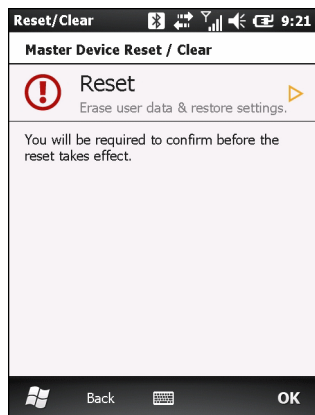 Reset/Clear 9:21
Master Device Reset / Clear
Reset
Erase user data & restore settings.
You will be required to confirm before the
reset takes effect.
Back OK